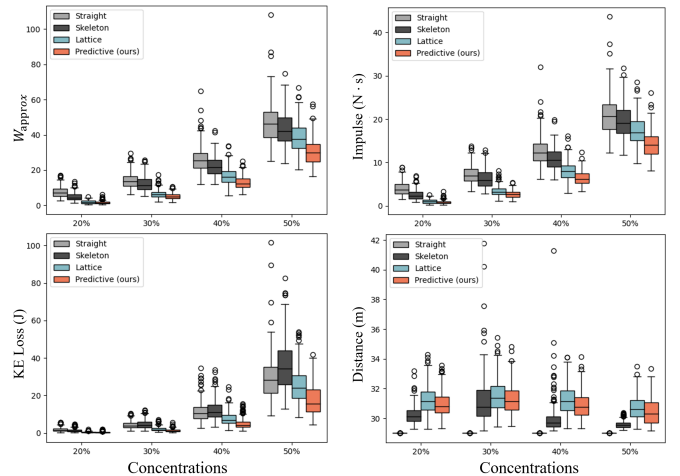 Straight
Skeleton
Lattice
Predictive (ours)
W_approx
100
80
60
40
20
0
20%
30%
40%
50%
Straight
Skeleton
Lattice
Predictive (ours)
Impulse (N · s)
40
30
20
10
0
20%
30%
40%
50%
Straight
Skeleton
Lattice
Predictive (ours)
KE Loss (J)
100
80
60
40
20
0
20%
30%
40%
50%
Concentrations
Straight
Skeleton
Lattice
Predictive (ours)
Distance (m)
42
40
38
36
34
32
30
20%
30%
40%
50%
Concentrations